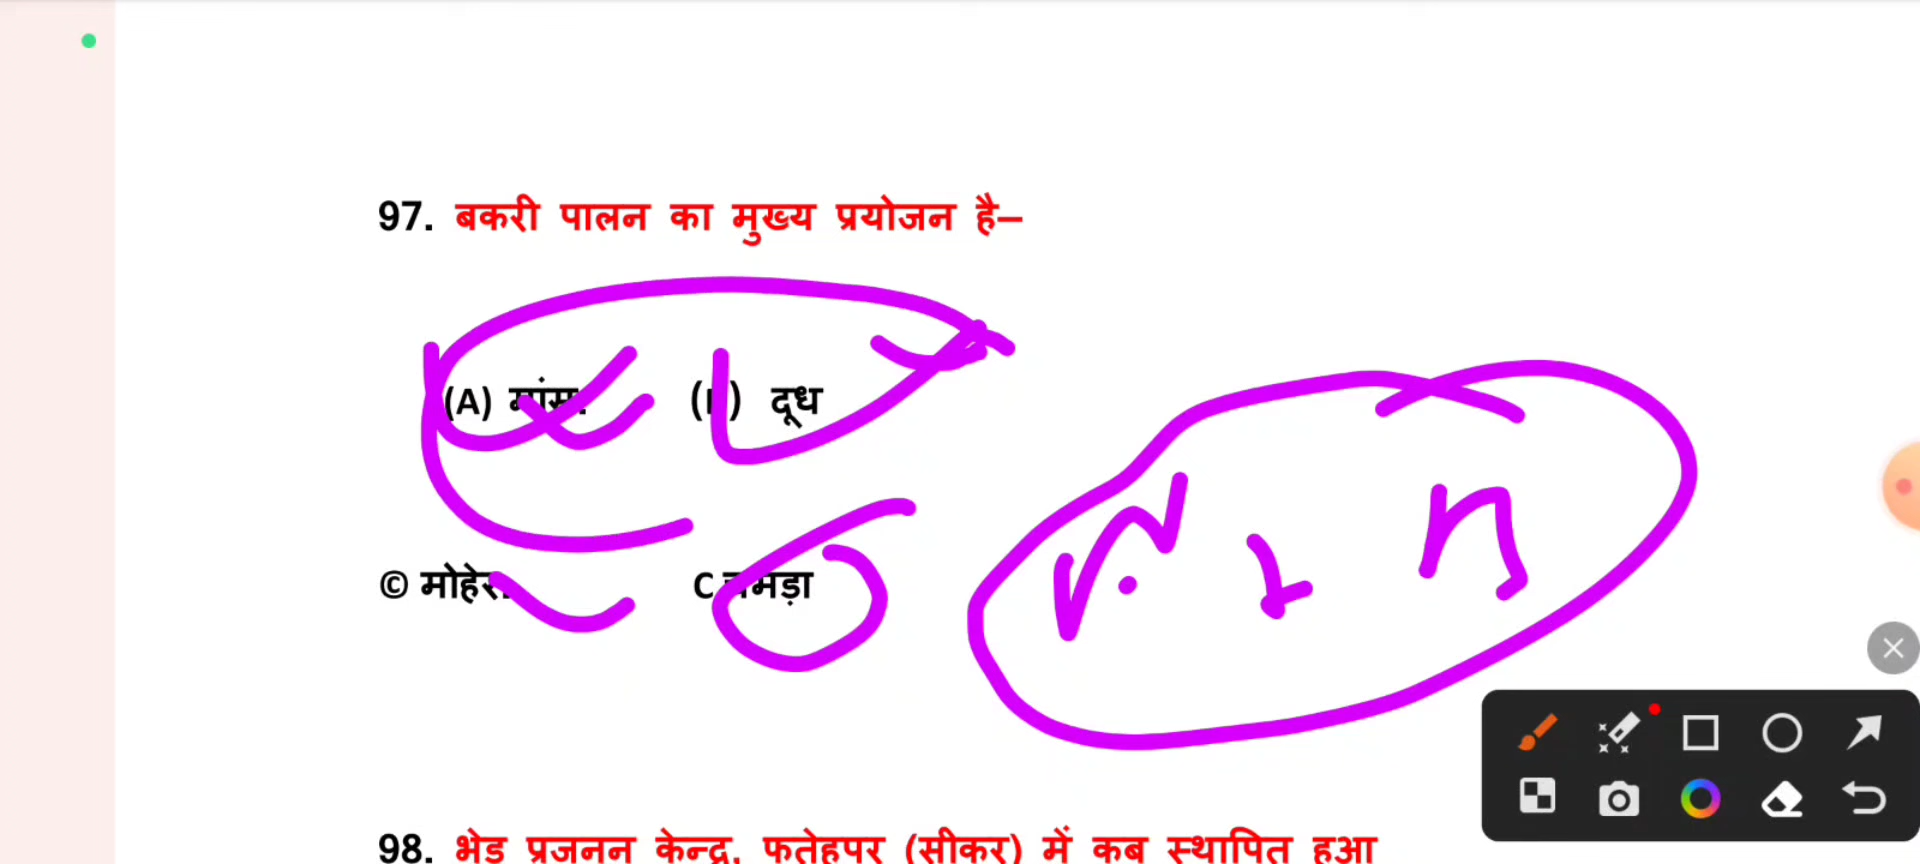 97. बकरी पालन का मुख्य प्रयोजन है–
(A) मांस () दूध
© मोहेर C चमड़ा
98. भेड प्रजनन केन्द्र, फतेहपुर (सीकर) में कब स्थापित हुआ